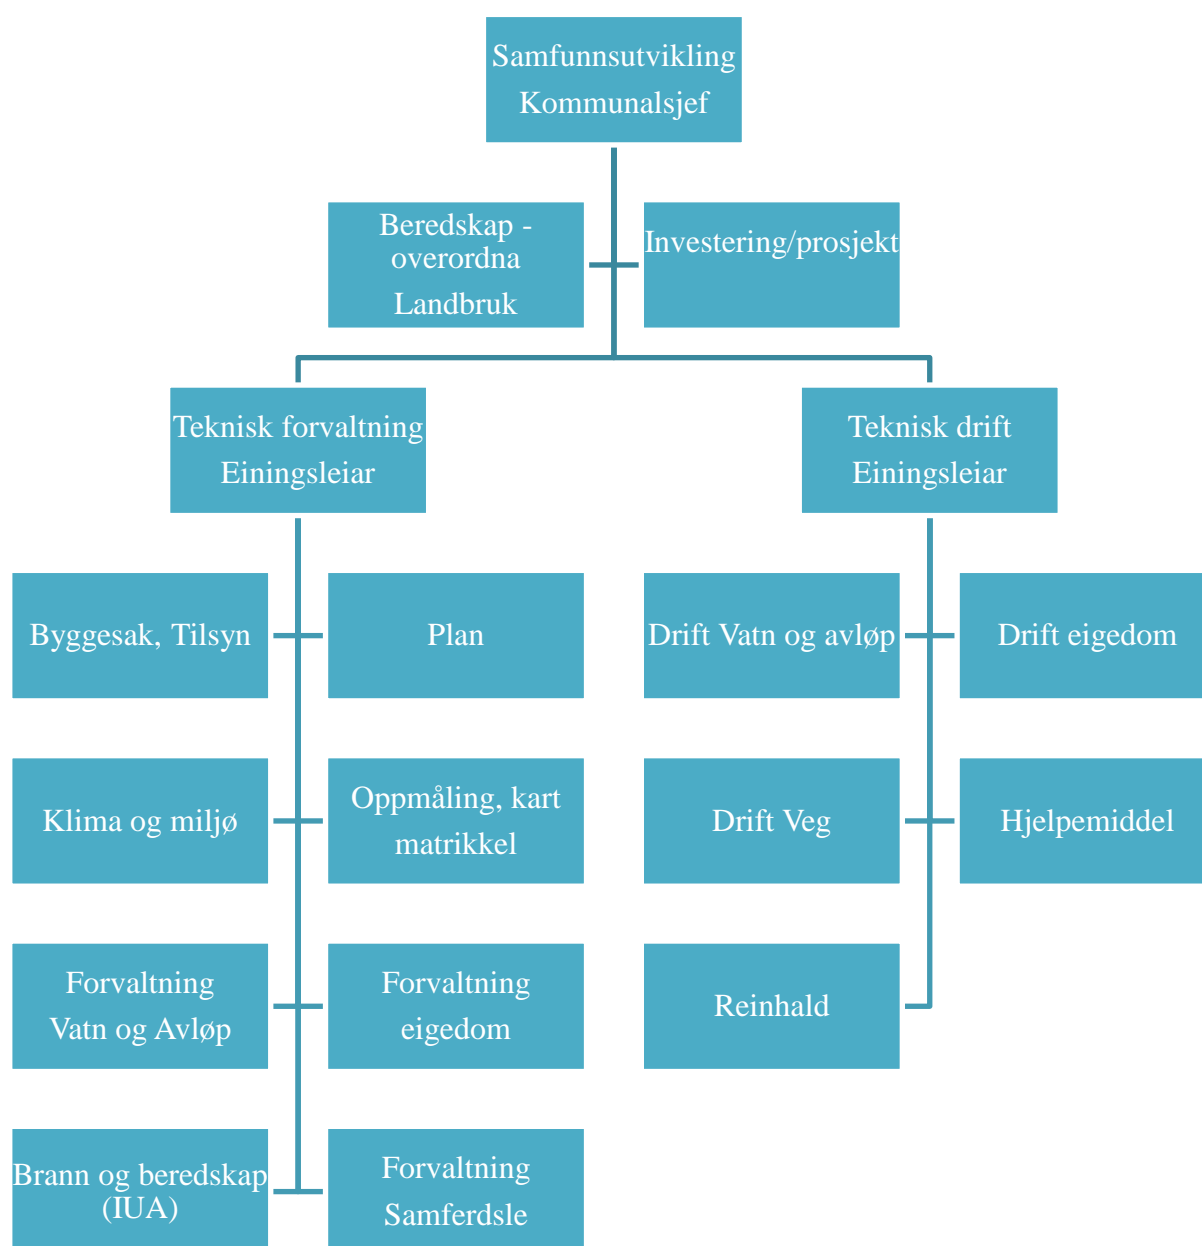 Samfunnsutvikling
Kommunalsjef
Beredskap -
overordna
Landbruk
Investering/prosjekt
Teknisk forvaltning
Einingsleiar
Teknisk drift
Einingsleiar
Byggesak, Tilsyn
Plan
Drift Vatn og avløp
Drift eigedom
Klima og miljø
Oppmåling, kart
matrikkel
Drift Veg
Hjelpemiddel
Forvaltning
Vatn og Avløp
Forvaltning
eigedom
Reinhald
Brann og beredskap
(IUA)
Forvaltning
Samferdsle